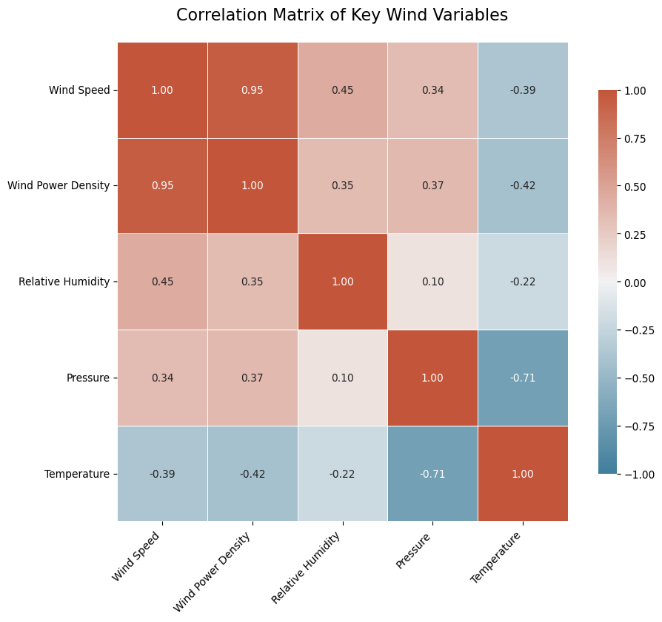 Correlation Matrix of Key Wind Variables
Wind Speed 1.00 0.95 0.45 0.34 -0.39
Wind Power Density 0.95 1.00 0.35 0.37 -0.42
Relative Humidity 0.45 0.35 1.00 0.10 -0.22
Pressure 0.34 0.37 0.10 1.00 -0.71
Temperature -0.39 -0.42 -0.22 -0.71 1.00
Wind Speed
Wind Power Density
Relative Humidity
Pressure
Temperature
1.00
0.75
0.50
0.25
0.00
−0.25
−0.50
−0.75
−1.00